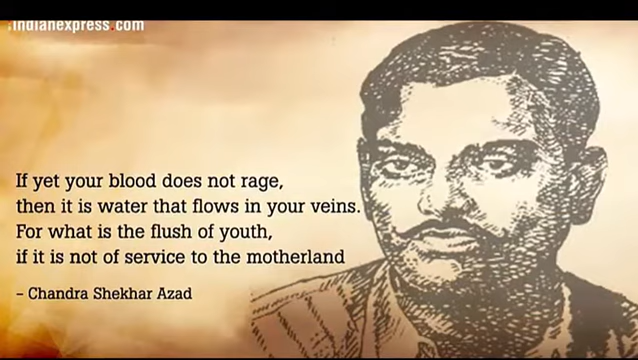 indianexpress.com
If yet your blood does not rage,
then it is water that flows in your veins.
For what is the flush of youth,
if it is not of service to the motherland
– Chandra Shekhar Azad